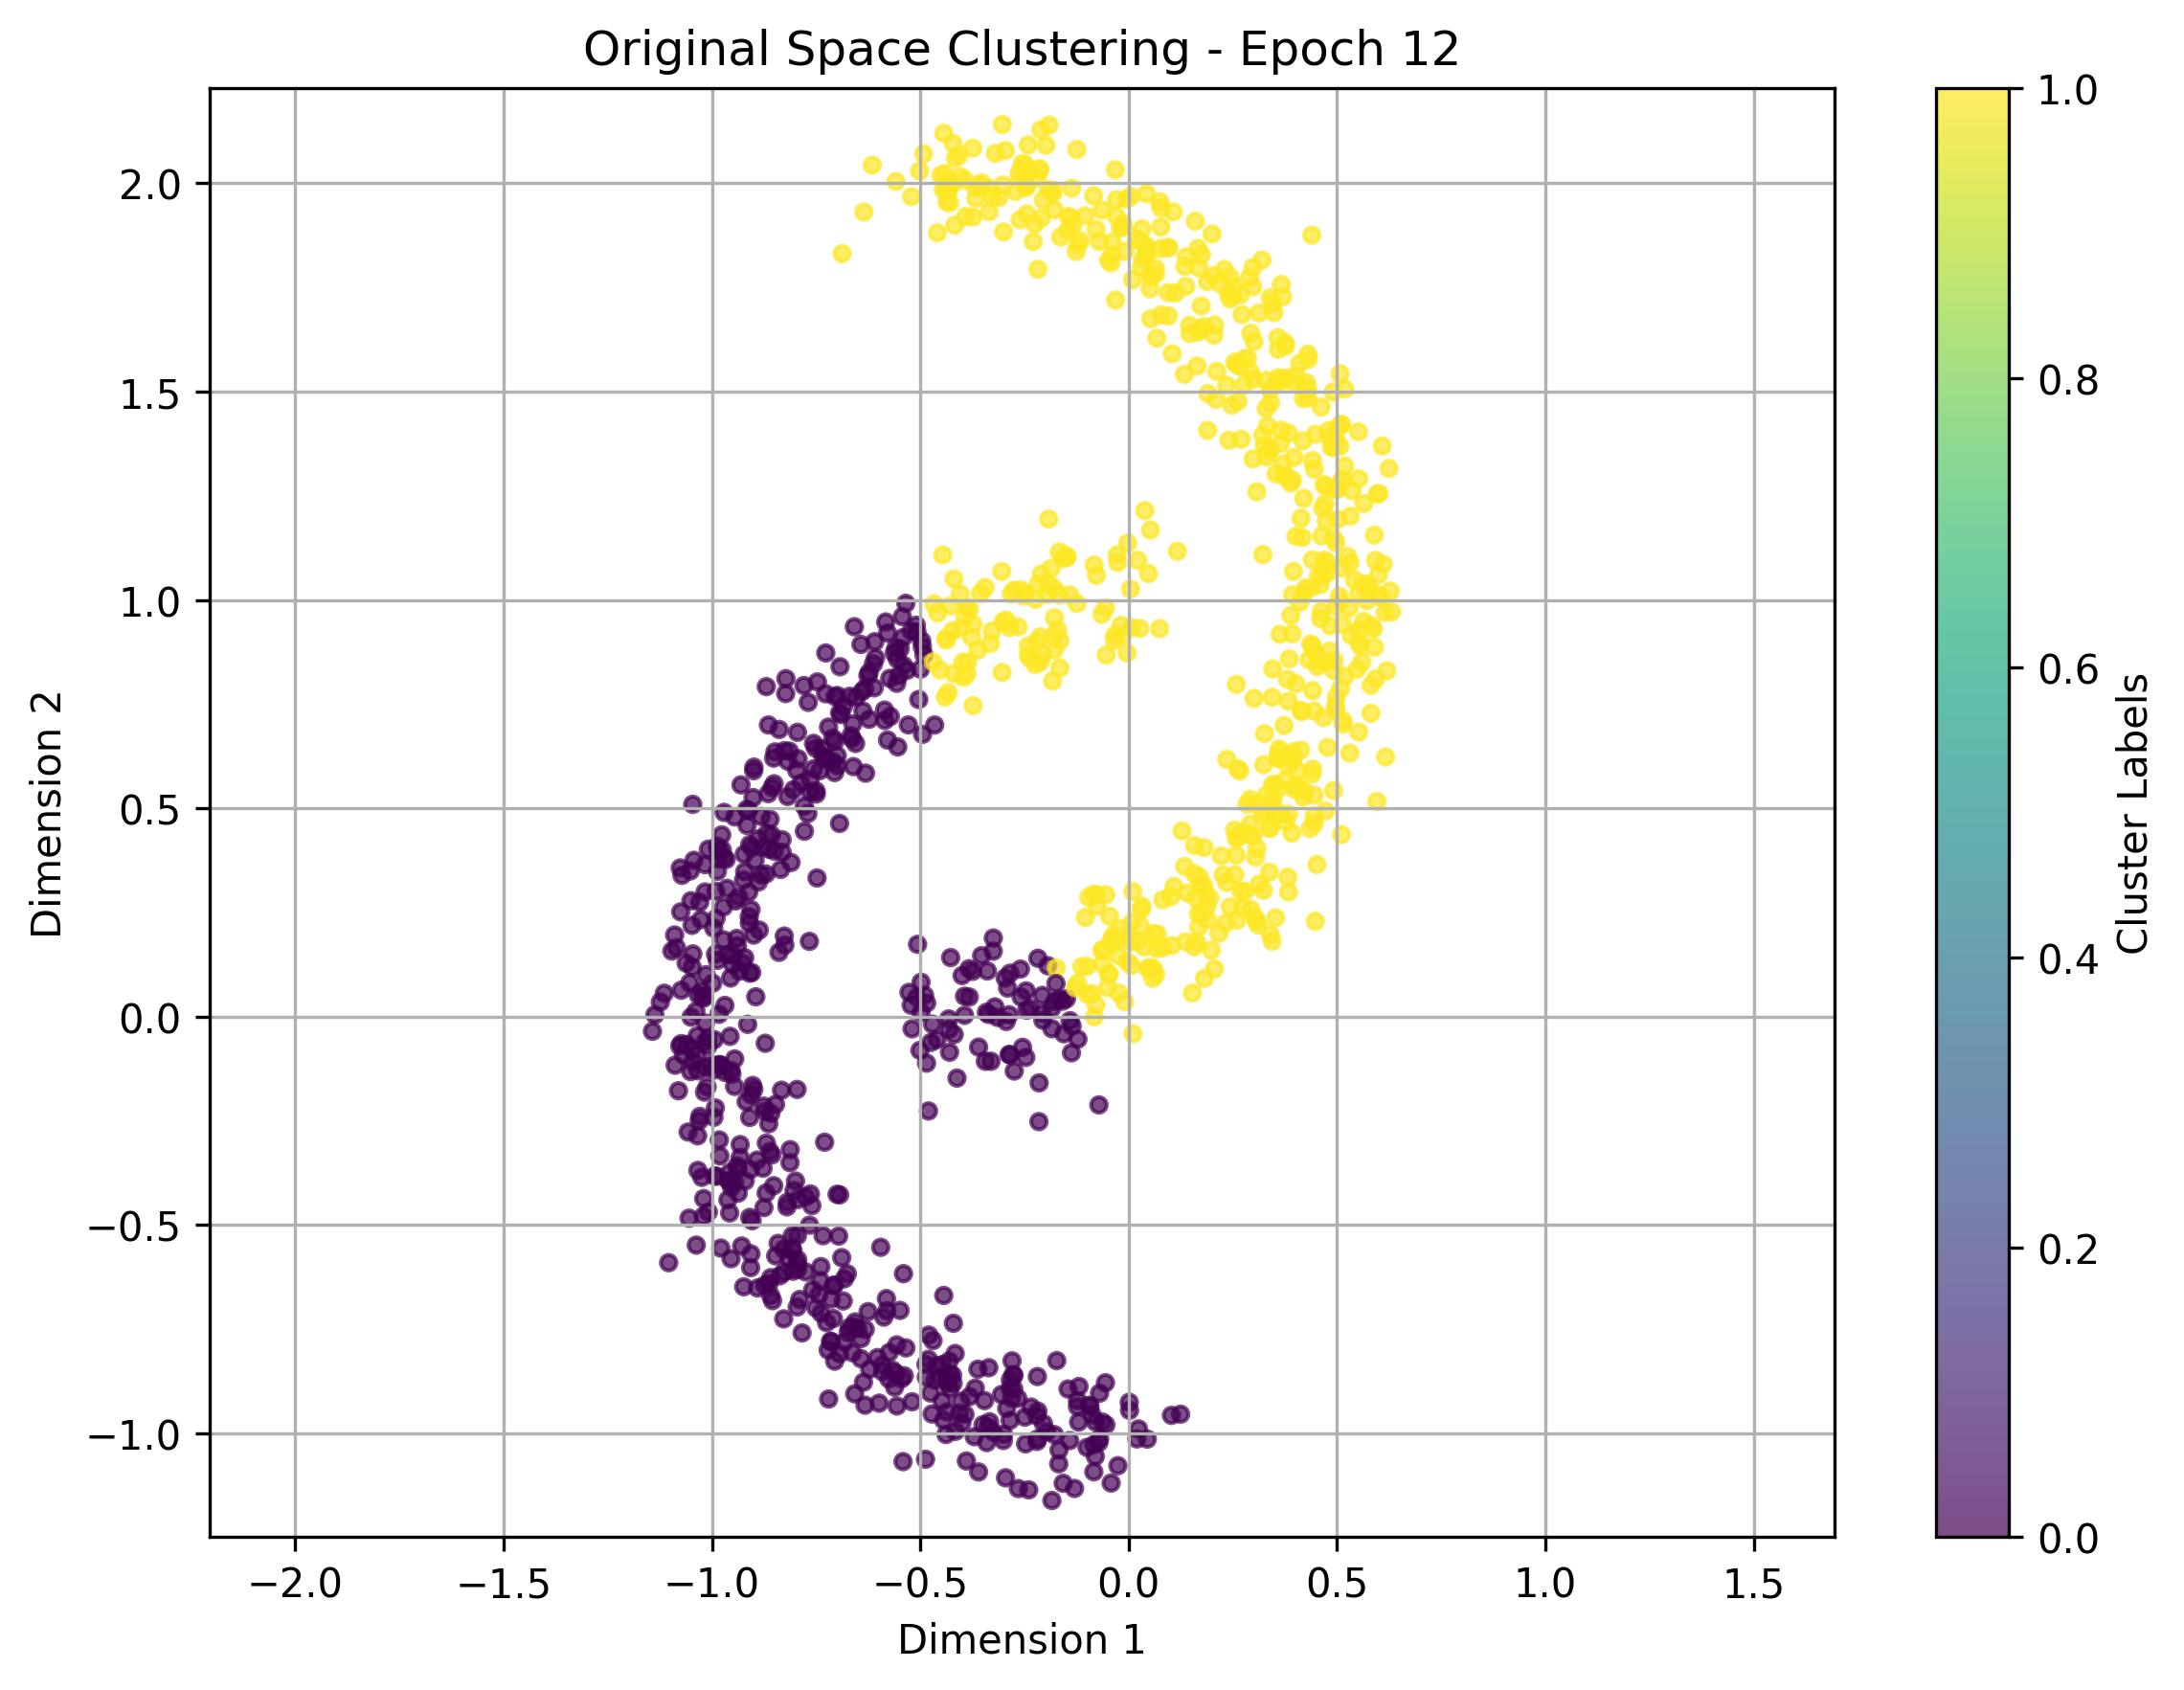 Original Space Clustering - Epoch 12
1.0
0.8
0.6
0.4
0.2
0.0
Cluster Labels
2.0
1.5
1.0
0.5
0.0
−0.5
−1.0
Dimension 2
−2.0 −1.5 −1.0 −0.5 0.0 0.5 1.0 1.5
Dimension 1